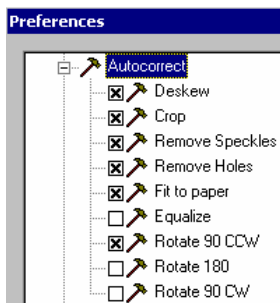 Preferences
Autocorrect
Deskew
Crop
Remove Speckles
Remove Holes
Fit to paper
Equalize
Rotate 90 CCW
Rotate 180
Rotate 90 CW